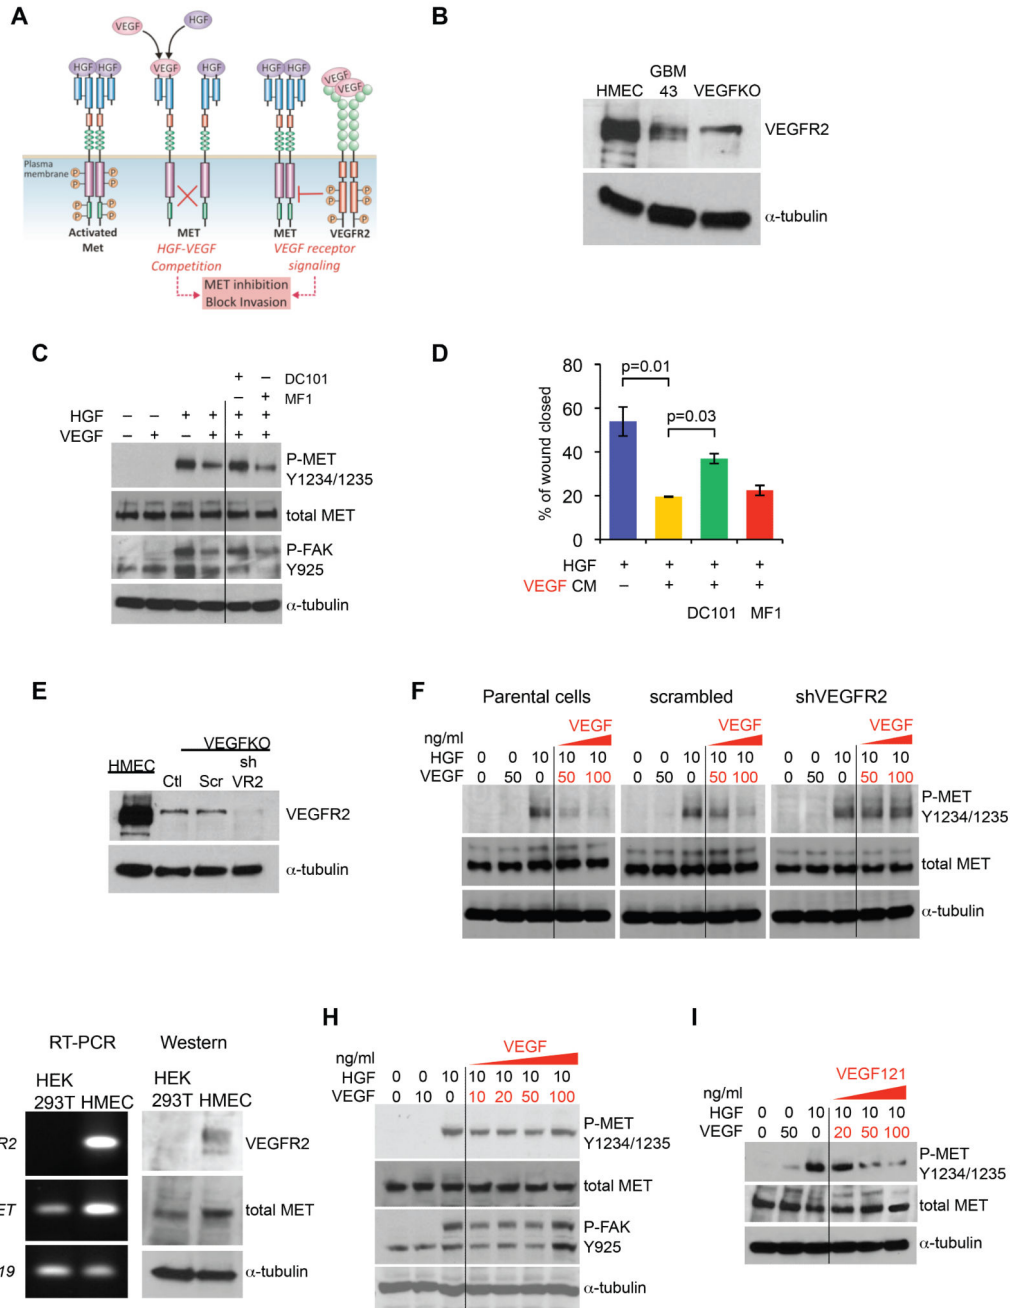 A
VEGF
HGF
HGF HGF
VEGF
HGF
HGF HGF
VEGF
VEGF
Plasma
membrane
P P P P P P P P
P P P P P P P P
Activated
Met
MET
MET
VEGFR2
HGF-VEGF
Competition
VEGF receptor
signaling
MET inhibition
Block Invasion
B
HMEC
GBM
43
VEGFKO
VEGFR2
α-tubulin
C
+ – DC101
– + MF1
HGF – – + + + +
VEGF – + – + + +
P-MET
Y1234/1235
total MET
P-FAK
Y925
α-tubulin
D
% of wound closed
80
60
40
20
0
p=0.01
p=0.03
HGF + + + +
VEGF CM – + + +
DC101 MF1
E
VEGFKO
HMEC
Ctl Scr
sh
VR2
VEGFR2
α-tubulin
F
Parental cells scrambled shVEGFR2
VEGF VEGF VEGF
ng/ml
HGF 0 0 10 10 10 0 0 10 10 10 0 0 10 10 10
VEGF 0 50 0 50 100 0 50 0 50 100 0 50 0 50 100
P-MET
Y1234/1235
total MET
α-tubulin
RT-PCR Western
HEK
293T HMEC
HEK
293T HMEC
R2
VEGFR2
ET
total MET
19
α-tubulin
H
VEGF
ng/ml
HGF 0 0 10 10 10 10 10
VEGF 0 10 0 10 20 50 100
P-MET
Y1234/1235
total MET
P-FAK
Y925
α-tubulin
I
VEGF121
ng/ml
HGF 0 0 10 10 10 10
VEGF 0 50 0 20 50 100
P-MET
Y1234/1235
total MET
α-tubulin